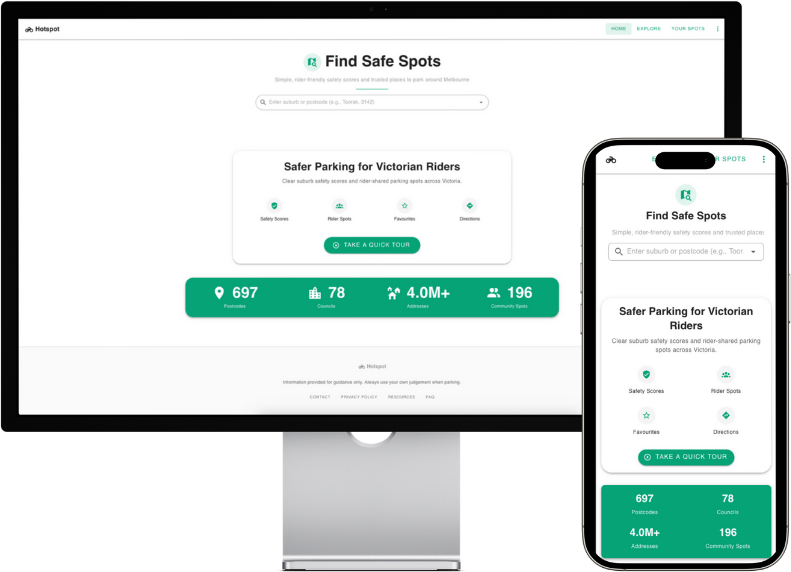 Hotspot
HOME EXPLORE YOUR SPOTS
Find Safe Spots
Simple, rider-friendly safety scores and trusted places to park around Melbourne
Enter suburb or postcode (e.g., Toorak, 3142)
Safer Parking for Victorian Riders
Clear suburb safety scores and rider-shared parking spots across Victoria.
Safety Scores Rider Spots Favourites Directions
TAKE A QUICK TOUR
697 78 4.0M+ 196
Postcodes Councils Addresses Community Spots
Hotspot
Information provided for guidance only. Always use your own judgement when parking.
CONTACT PRIVACY POLICY RESOURCES FAQ
E R SPOTS
Find Safe Spots
Simple, rider-friendly safety scores and trusted places
Enter suburb or postcode (e.g., Toor
Safer Parking for Victorian
Riders
Clear suburb safety scores and rider-shared parking
spots across Victoria.
Safety Scores Rider Spots
Favourites Directions
TAKE A QUICK TOUR
697 78
Postcodes Councils
4.0M+ 196
Addresses Community Spots